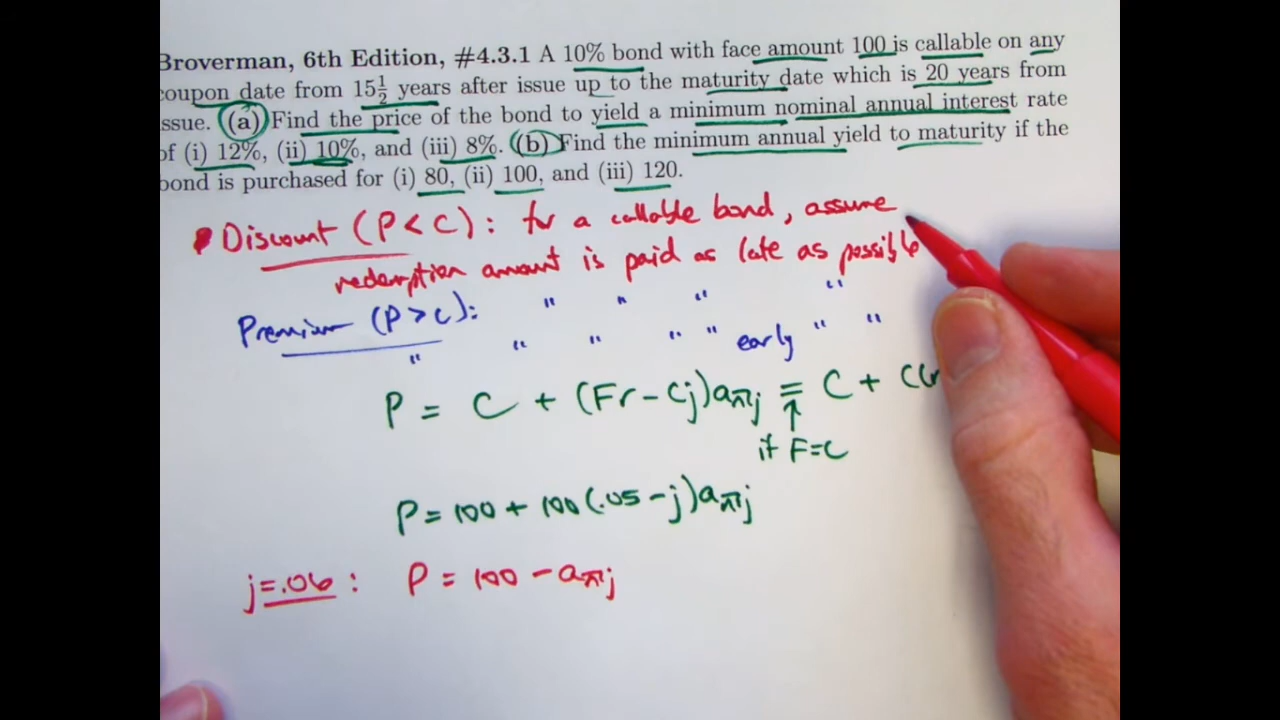 Broverman, 6th Edition, #4.3.1 A 10% bond with face amount 100 is callable on any
coupon date from 15½ years after issue up to the maturity date which is 20 years from
issue. (a) Find the price of the bond to yield a minimum nominal annual interest rate
of (i) 12%, (ii) 10%, and (iii) 8%. (b) Find the minimum annual yield to maturity if the
bond is purchased for (i) 80, (ii) 100, and (iii) 120.
Discount (P < C): for a callable bond, assume
redemption amount is paid as late as possible
Premium (P > C): " " " "
" " " " " early " "
P = C + (Fr - Cj)a_n|j = C + C(r
↑
if F=C
P = 100 + 100(.05 - j)a_n|j
j=.06: P = 100 - a_n|j